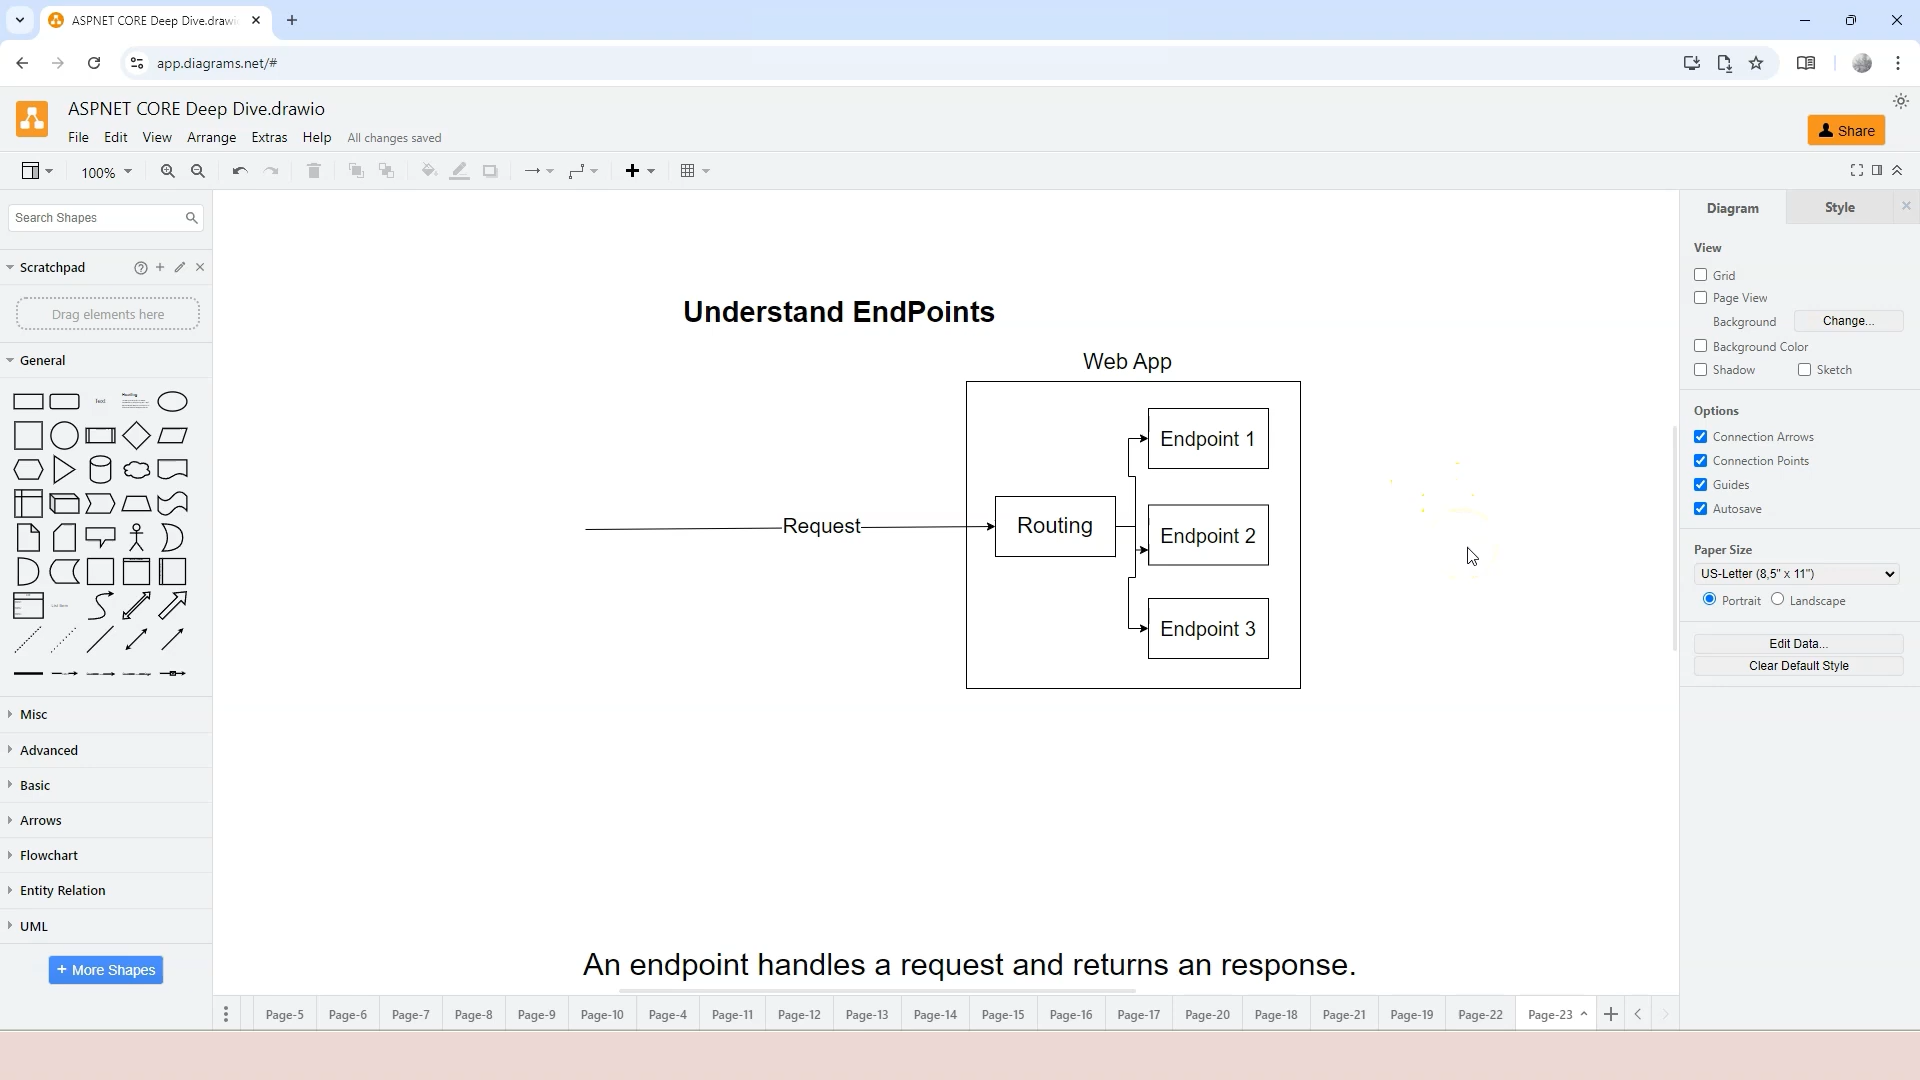 ASPNET CORE Deep Dive.drawi
app.diagrams.net/#
ASPNET CORE Deep Dive.drawio
File Edit View Arrange Extras Help All changes saved
Share
100%
Search Shapes
Scratchpad
Drag elements here
General
Text
Heading
Misc
Advanced
Basic
Arrows
Flowchart
Entity Relation
UML
+ More Shapes
Understand EndPoints
Web App
Endpoint 1
Request
Routing
Endpoint 2
Endpoint 3
An endpoint handles a request and returns an response.
Page-5 Page-6 Page-7 Page-8 Page-9 Page-10 Page-4 Page-11 Page-12 Page-13 Page-14 Page-15 Page-16 Page-17 Page-20 Page-18 Page-21 Page-19 Page-22 Page-23
Diagram Style
View
Grid
Page View
Background Change...
Background Color
Shadow Sketch
Options
Connection Arrows
Connection Points
Guides
Autosave
Paper Size
US-Letter (8,5" x 11")
Portrait Landscape
Edit Data...
Clear Default Style